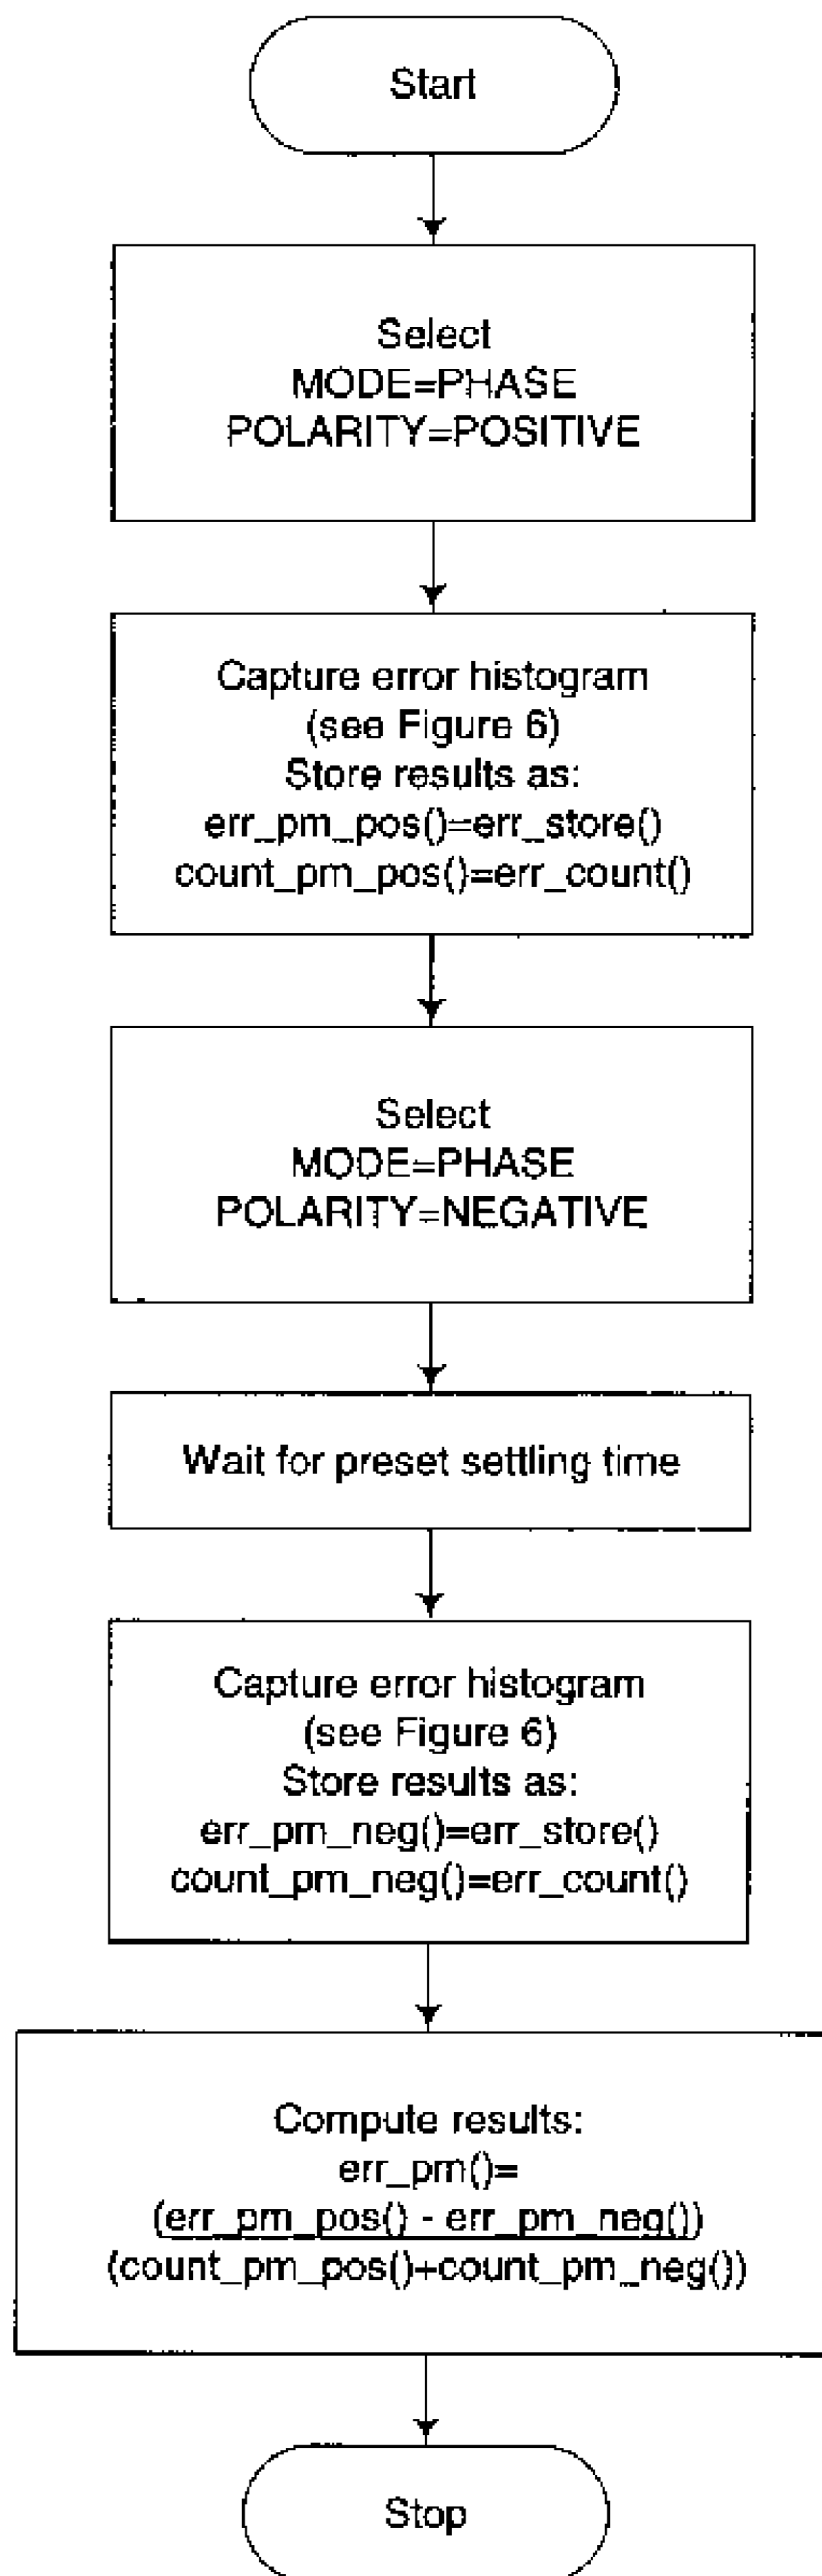 Start
Select
MODE=PHASE
POLARITY=POSITIVE
Capture error histogram
(see Figure 6)
Store results as:
err_pm_pos()=err_store()
count_pm_pos()=err_count()
Select
MODE=PHASE
POLARITY=NEGATIVE
Wait for preset settling time
Capture error histogram
(see Figure 6)
Store results as:
err_pm_neg()=err_store()
count_pm_neg()=err_count()
Compute results:
err_pm()=
(err_pm_pos() - err_pm_neg())
(count_pm_pos()+count_pm_neg())
Stop